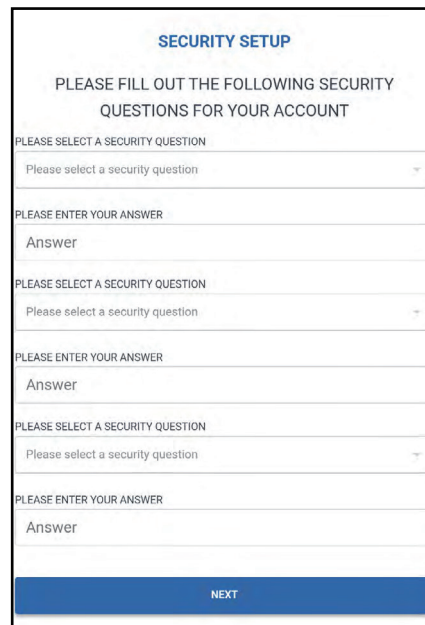 SECURITY SETUP
PLEASE FILL OUT THE FOLLOWING SECURITY
QUESTIONS FOR YOUR ACCOUNT
PLEASE SELECT A SECURITY QUESTION
Please select a security question
PLEASE ENTER YOUR ANSWER
Answer
PLEASE SELECT A SECURITY QUESTION
Please select a security question
PLEASE ENTER YOUR ANSWER
Answer
PLEASE SELECT A SECURITY QUESTION
Please select a security question
PLEASE ENTER YOUR ANSWER
Answer
NEXT